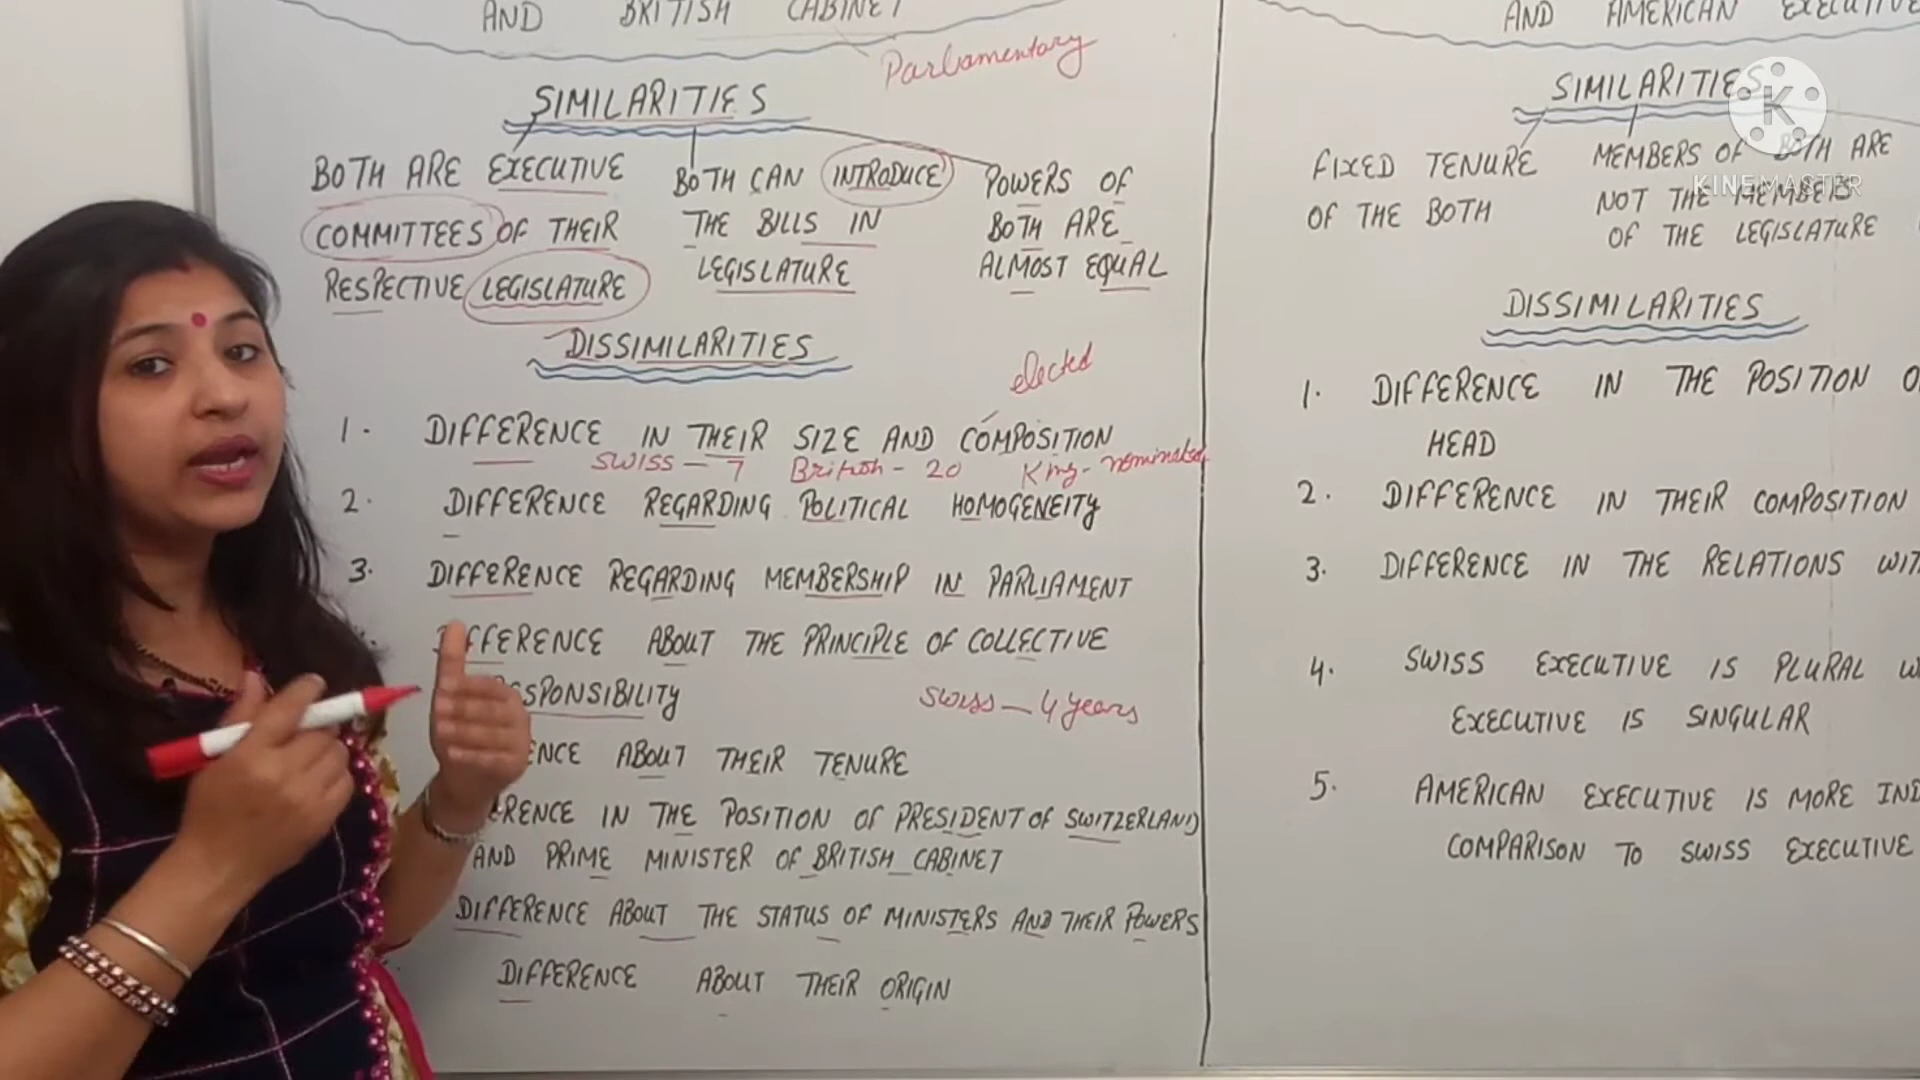 AND BRITISH CABINET
Parliamentary
SIMILARITIES
BOTH ARE EXECUTIVE
COMMITTEES OF THEIR
RESPECTIVE LEGISLATURE
BOTH CAN INTRODUCE
THE BILLS IN
LEGISLATURE
POWERS OF
BOTH ARE
ALMOST EQUAL
DISSIMILARITIES
elected
1. DIFFERENCE IN THEIR SIZE AND COMPOSITION
SWISS - 7 British - 20 King - nominated
2. DIFFERENCE REGARDING POLITICAL HOMOGENEITY
3. DIFFERENCE REGARDING MEMBERSHIP IN PARLIAMENT
DIFFERENCE ABOUT THE PRINCIPLE OF COLLECTIVE
RESPONSIBILITY
SWISS - 4 years
ENCE ABOUT THEIR TENURE
ERENCE IN THE POSITION OF PRESIDENT OF SWITZERLAND
AND PRIME MINISTER OF BRITISH CABINET
DIFFERENCE ABOUT THE STATUS OF MINISTERS AND THEIR POWERS
DIFFERENCE ABOUT THEIR ORIGIN
AND AMERICAN EXECUTIVE
SIMILARITIES
K
KINEMASTER
FIXED TENURE
OF THE BOTH
MEMBERS OF BOTH ARE
NOT THE MEMBERS
OF THE LEGISLATURE
DISSIMILARITIES
1. DIFFERENCE IN THE POSITION O
HEAD
2. DIFFERENCE IN THEIR COMPOSITION
3. DIFFERENCE IN THE RELATIONS WIT
4. SWISS EXECUTIVE IS PLURAL W
EXECUTIVE IS SINGULAR
5. AMERICAN EXECUTIVE IS MORE IND
COMPARISON TO SWISS EXECUTIVE